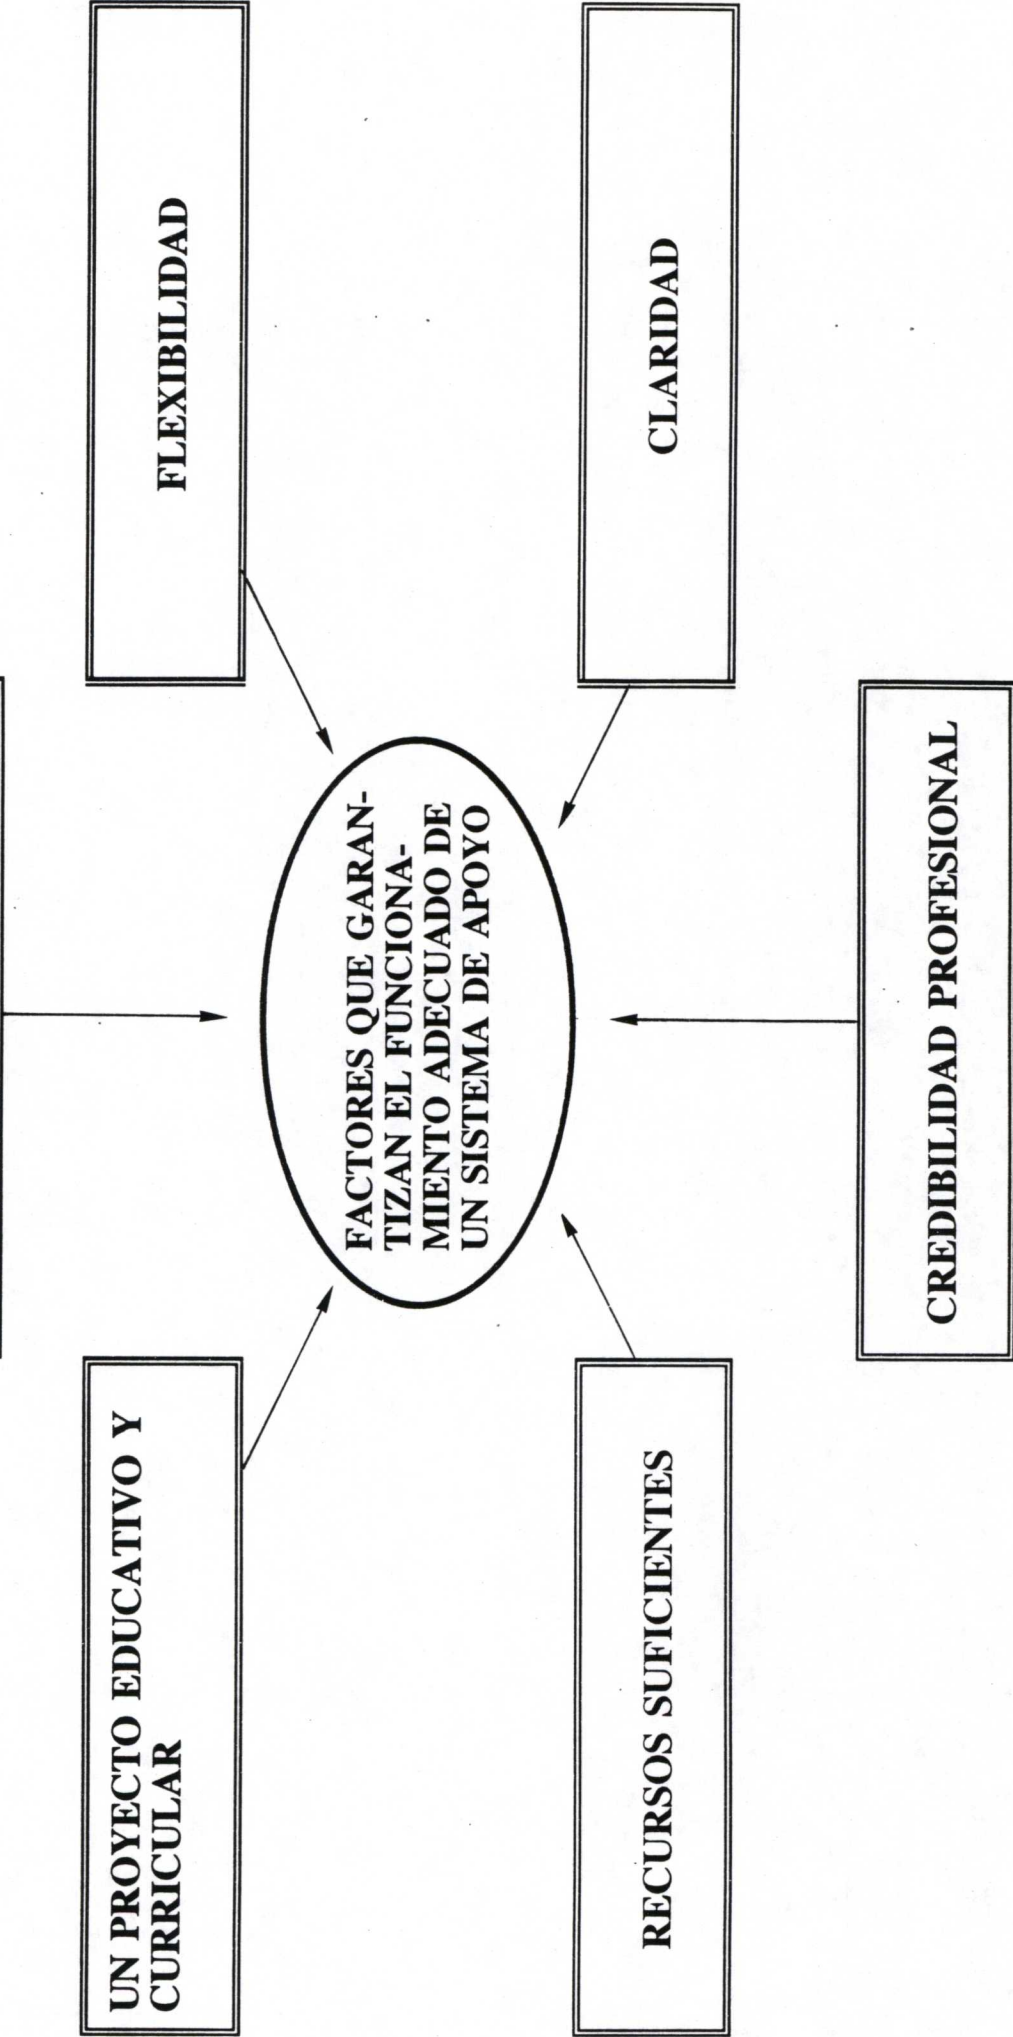 UN PROYECTO EDUCATIVO Y
CURRICULAR
FLEXIBILIDAD
FACTORES QUE GARAN-
TIZAN EL FUNCIONA-
MIENTO ADECUADO DE
UN SISTEMA DE APOYO
RECURSOS SUFICIENTES
CLARIDAD
CREDIBILIDAD PROFESIONAL